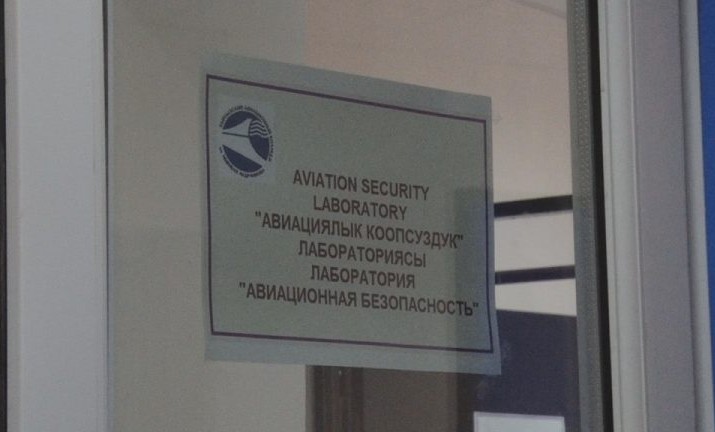 AVIATION SECURITY
LABORATORY
"АВИАЦИЯЛЫК КООПСУЗДУК"
ЛАБОРАТОРИЯСЫ
ЛАБОРАТОРИЯ
"АВИАЦИОННАЯ БЕЗОПАСНОСТЬ"